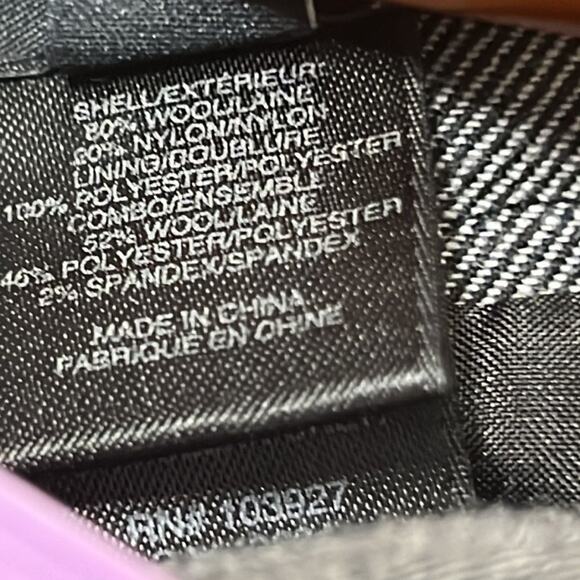 SHELL/EXTÉRIEUR:
80% WOOL/LAINE
20% NYLON/NYLON
LINING/DOUBLURE
100% POLYESTER/POLYESTER
COMBO/ENSEMBLE
52% WOOL/LAINE
46% POLYESTER/POLYESTER
2% SPANDEX/SPANDEX
MADE IN CHINA
FABRIQUE EN CHINE
RN# 103927